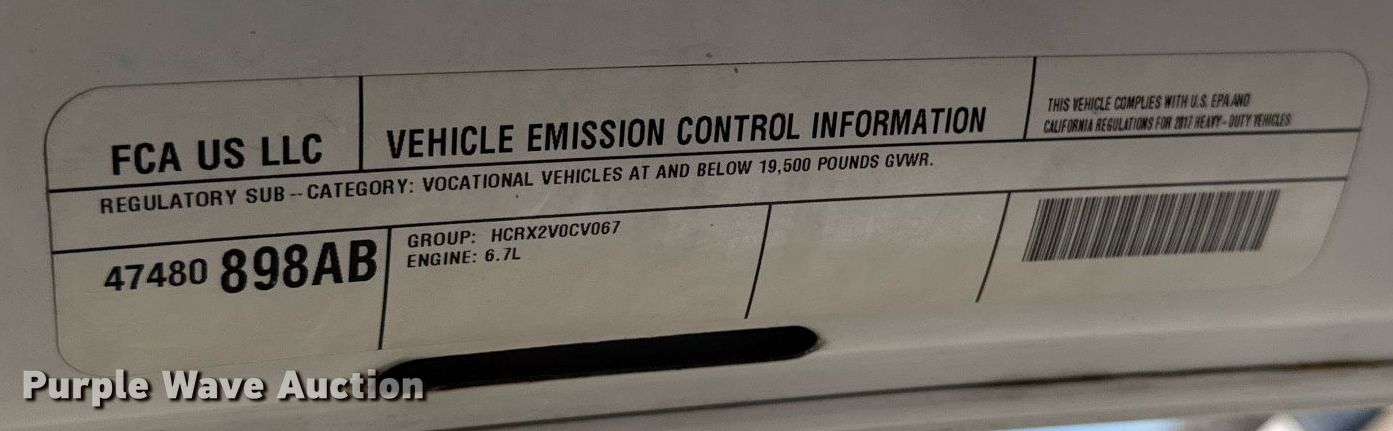 FCA US LLC
VEHICLE EMISSION CONTROL INFORMATION
THIS VEHICLE COMPLIES WITH U.S. EPA AND
CALIFORNIA REGULATIONS FOR 2017 HEAVY-DUTY VEHICLES
REGULATORY SUB--CATEGORY: VOCATIONAL VEHICLES AT AND BELOW 19,500 POUNDS GVWR.
47480 898AB
GROUP: HCRX2V0CV067
ENGINE: 6.7L
Purple Wave Auction